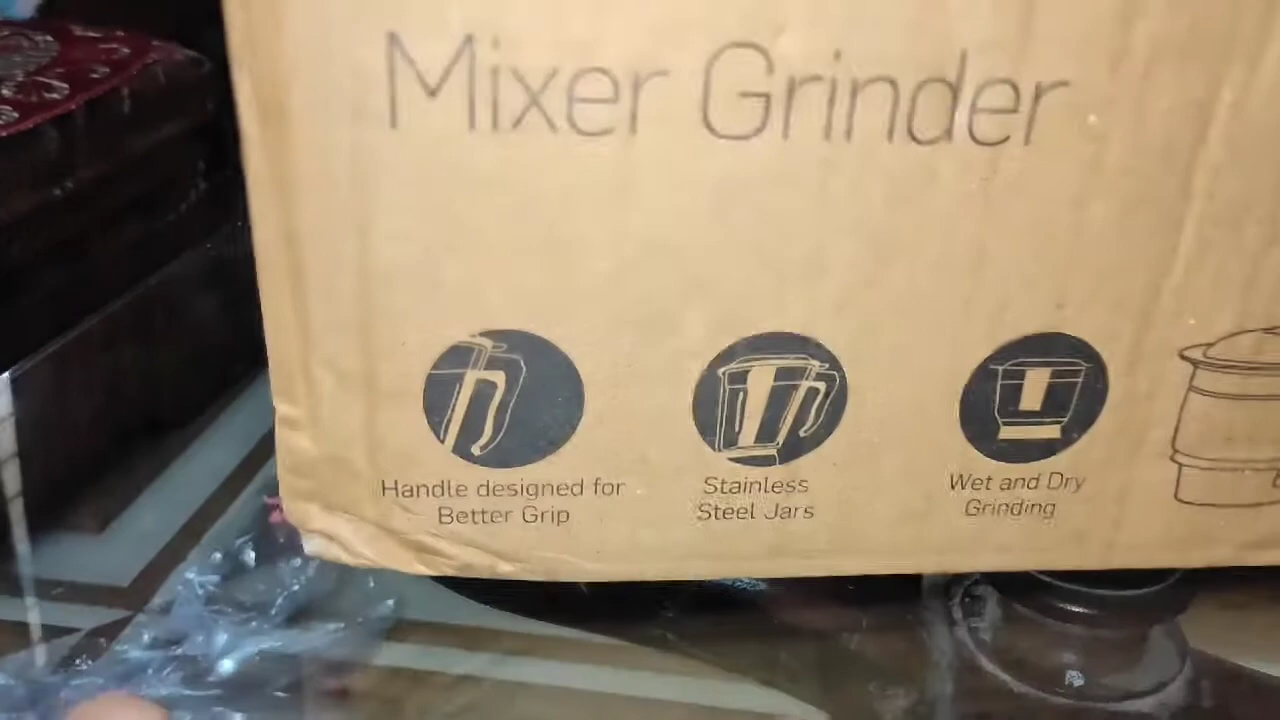 Mixer Grinder
Handle designed for
Better Grip
Stainless
Steel Jars
Wet and Dry
Grinding